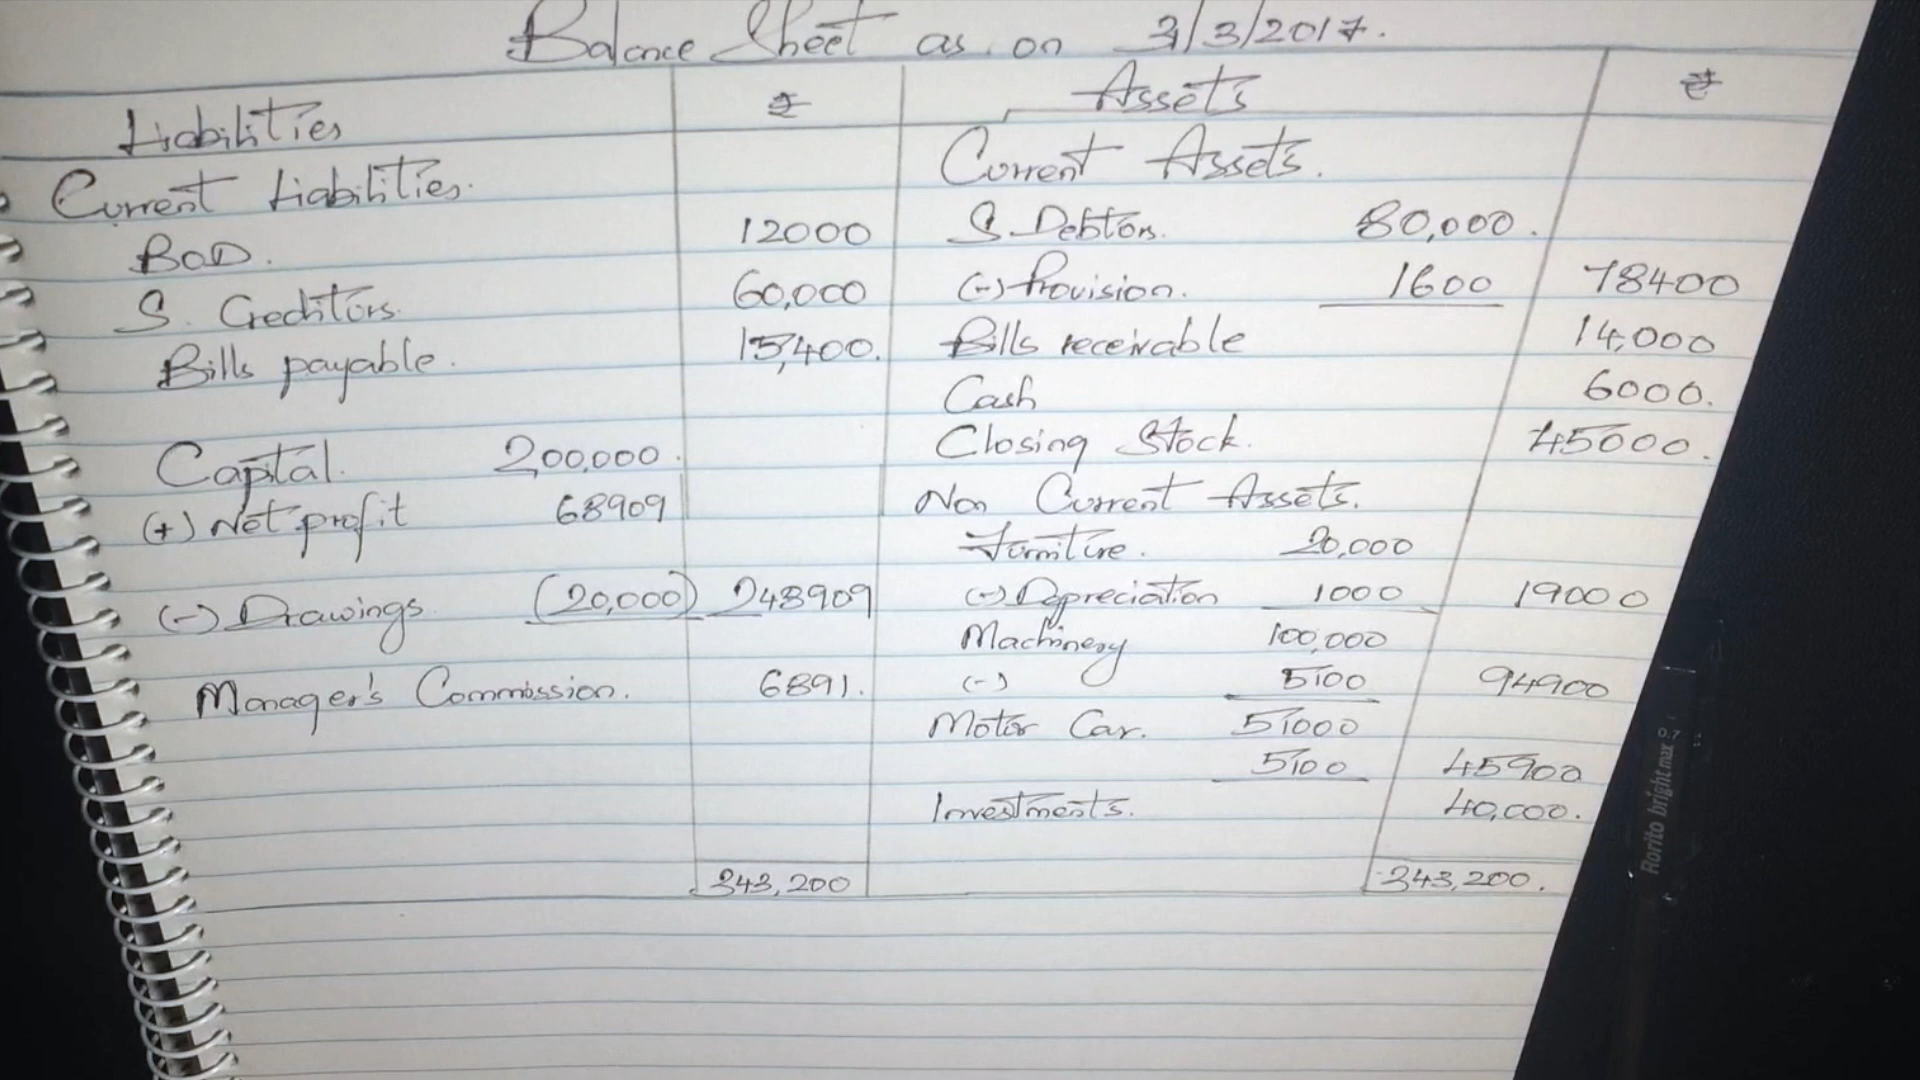 Balance Sheet as on 31/3/2017.
Liabilities ₹ Assets ₹
Current Liabilities. Current Assets.
BOD. 12000 S. Debtors. 80,000.
S. Creditors. 60,000 (-) Provision. 1600 78400
Bills payable. 15,400. Bills receivable 14,000
Cash 6000.
Capital. 200,000. Closing Stock. 45000.
(+) Net profit 68909 Non Current Assets.
Furniture. 20,000
(-) Drawings (20,000) 248909 (-) Depreciation 1000 19000
Machinery 100,000
Manager's Commission. 6891. (-) 5100 94900
Motor Car. 51000
5100 45900
Investments. 40,000.
343,200 343,200.
Rorito brightmax 0.7